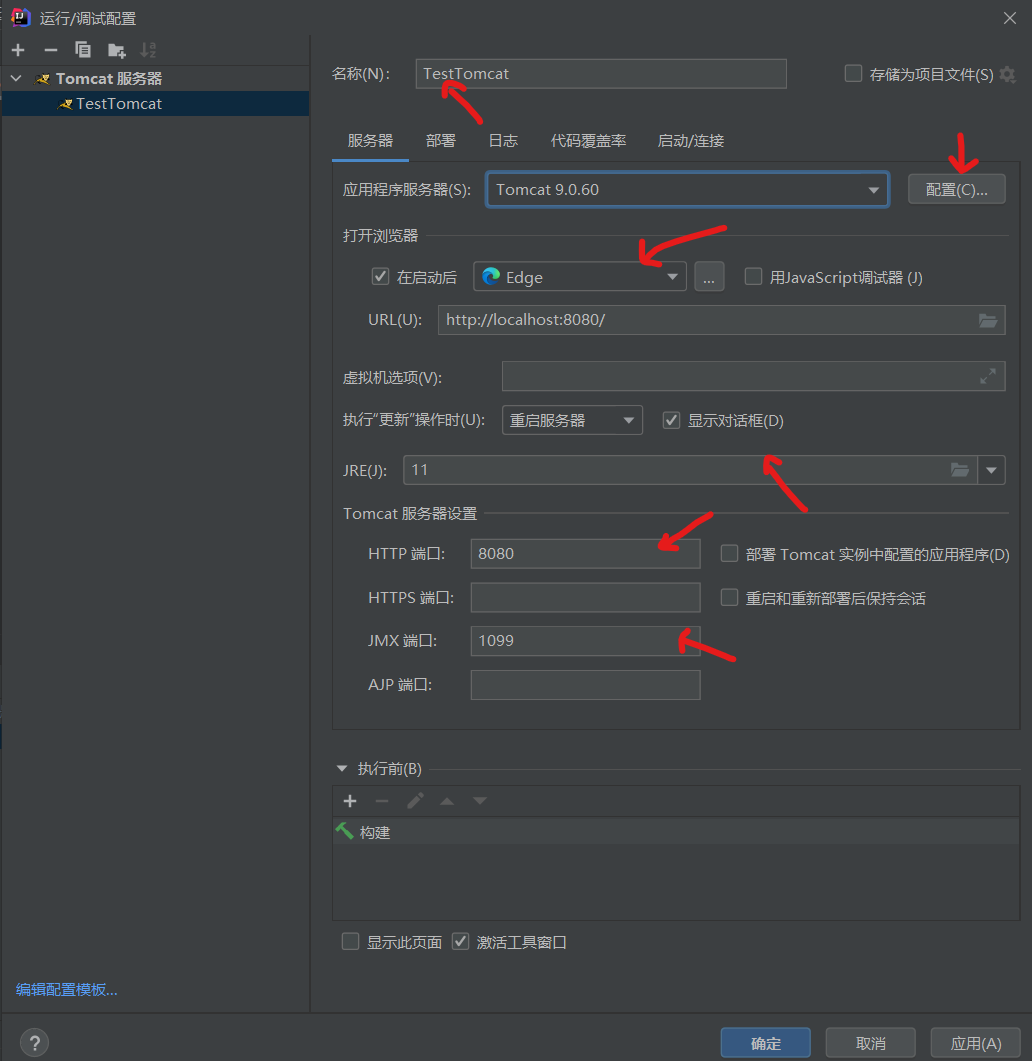 运行/调试配置
Tomcat 服务器
TestTomcat
名称(N):
TestTomcat
存储为项目文件(S)
服务器 部署 日志 代码覆盖率 启动/连接
应用程序服务器(S): Tomcat 9.0.60 配置(C)...
打开浏览器
在启动后 Edge ... 用JavaScript调试器 (J)
URL(U): http://localhost:8080/
虚拟机选项(V):
执行“更新”操作时(U): 重启服务器 显示对话框(D)
JRE(J): 11
Tomcat 服务器设置
HTTP 端口: 8080 部署 Tomcat 实例中配置的应用程序(D)
HTTPS 端口: 重启和重新部署后保持会话
JMX 端口: 1099
AJP 端口:
执行前(B)
构建
显示此页面 激活工具窗口
编辑配置模板...
? 确定 取消 应用(A)